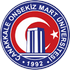 ÇANAKKALE ONSEKİZ MART ÜNİVERSİTESİ
• 1992 •